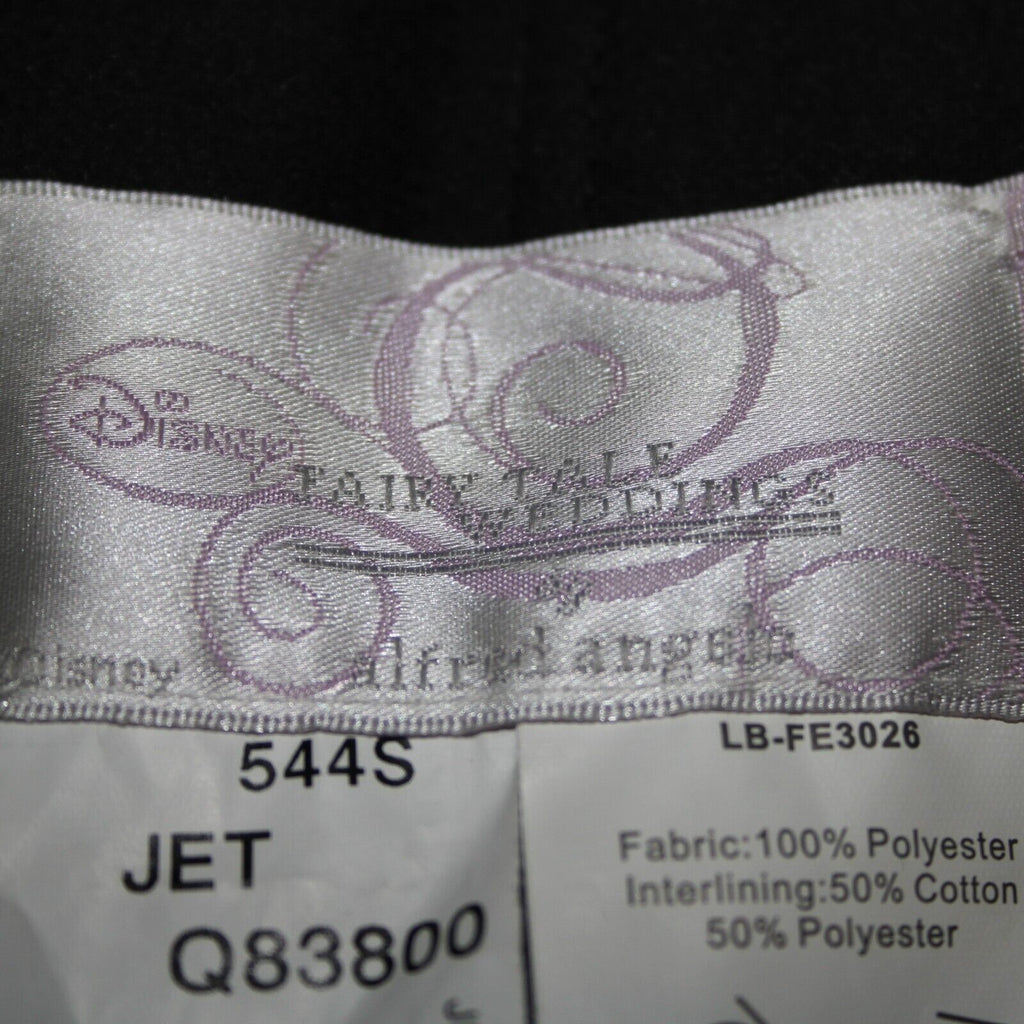 Disney
FAIRY TALE
WEDDINGS
by
Disney alfred angelo
544S
JET
Q83800
LB-FE3026
Fabric:100% Polyester
Interlining:50% Cotton
50% Polyester